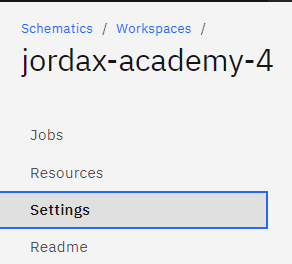 Schematics / Workspaces /
jordax-academy-4
Jobs
Resources
Settings
Readme